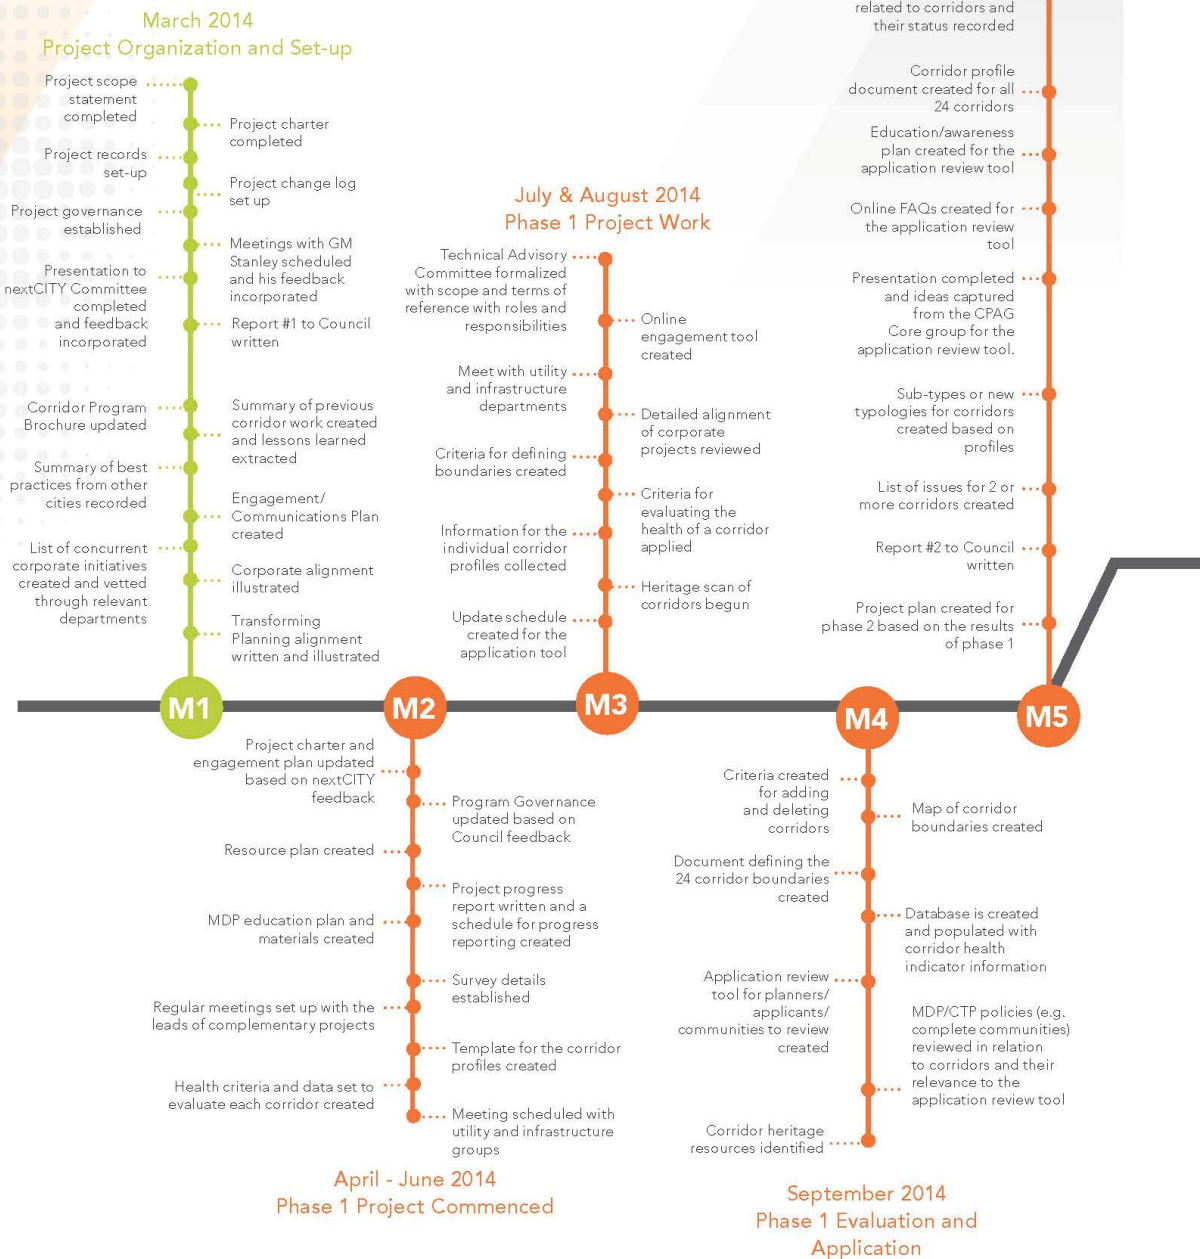 March 2014
Project Organization and Set-up
Project scope
statement
completed
Project charter
completed
Project records
set-up
Project change log
set up
Project governance
established
Meetings with GM
Stanley scheduled
and his feedback
incorporated
Presentation to
nextCITY Committee
completed
and feedback
incorporated
Report #1 to Council
written
Corridor Program
Brochure updated
Summary of previous
corridor work created
and lessons learned
extracted
Summary of best
practices from other
cities recorded
Engagement/
Communications Plan
created
List of concurrent
corporate initiatives
created and vetted
through relevant
departments
Corporate alignment
illustrated
Transforming
Planning alignment
written and illustrated
M1
M2
Project charter and
engagement plan updated
based on nextCITY
feedback
Program Governance
updated based on
Council feedback
Resource plan created
Project progress
report written and a
schedule for progress
reporting created
MDP education plan and
materials created
Survey details
established
Regular meetings set up with the
leads of complementary projects
Template for the corridor
profiles created
Health criteria and data set to
evaluate each corridor created
Meeting scheduled with
utility and infrastructure
groups
April - June 2014
Phase 1 Project Commenced
July & August 2014
Phase 1 Project Work
Technical Advisory
Committee formalized
with scope and terms of
reference with roles and
responsibilities
Online
engagement tool
created
Meet with utility
and infrastructure
departments
Detailed alignment
of corporate
projects reviewed
Criteria for defining
boundaries created
Criteria for
evaluating the
health of a corridor
applied
Information for the
individual corridor
profiles collected
Heritage scan of
corridors begun
Update schedule
created for the
application tool
M3
M4
Criteria created
for adding
and deleting
corridors
Map of corridor
boundaries created
Document defining the
24 corridor boundaries
created
Database is created
and populated with
corridor health
indicator information
Application review
tool for planners/
applicants/
communities to review
created
MDP/CTP policies (e.g.
complete communities)
reviewed in relation
to corridors and their
relevance to the
application review tool
Corridor heritage
resources identified
September 2014
Phase 1 Evaluation and
Application
related to corridors and
their status recorded
Corridor profile
document created for all
24 corridors
Education/awareness
plan created for the
application review tool
Online FAQs created for
the application review
tool
Presentation completed
and ideas captured
from the CPAG
Core group for the
application review tool.
Sub-types or new
typologies for corridors
created based on
profiles
List of issues for 2 or
more corridors created
Report #2 to Council
written
Project plan created for
phase 2 based on the results
of phase 1
M5